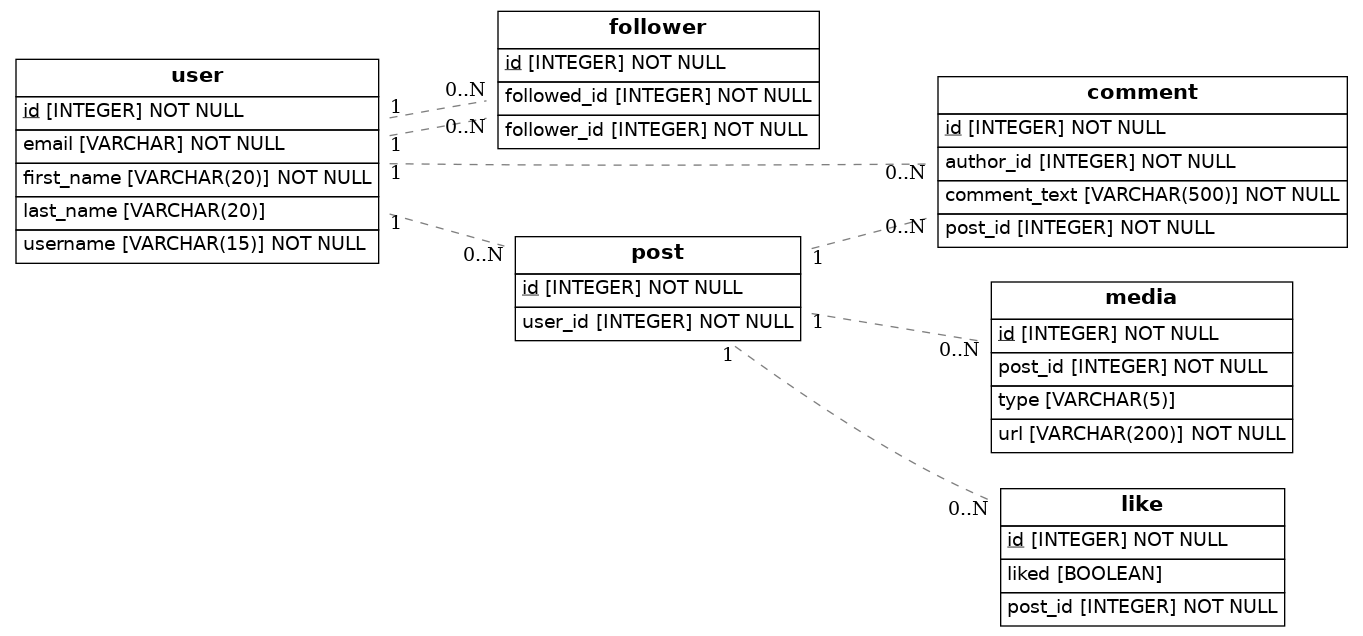 user
id [INTEGER] NOT NULL
email [VARCHAR] NOT NULL
first_name [VARCHAR(20)] NOT NULL
last_name [VARCHAR(20)]
username [VARCHAR(15)] NOT NULL
1
1
1
1
0..N
0..N
0..N
follower
id [INTEGER] NOT NULL
followed_id [INTEGER] NOT NULL
follower_id [INTEGER] NOT NULL
post
id [INTEGER] NOT NULL
user_id [INTEGER] NOT NULL
1
1
1
0..N
0..N
0..N
0..N
comment
id [INTEGER] NOT NULL
author_id [INTEGER] NOT NULL
comment_text [VARCHAR(500)] NOT NULL
post_id [INTEGER] NOT NULL
media
id [INTEGER] NOT NULL
post_id [INTEGER] NOT NULL
type [VARCHAR(5)]
url [VARCHAR(200)] NOT NULL
like
id [INTEGER] NOT NULL
liked [BOOLEAN]
post_id [INTEGER] NOT NULL